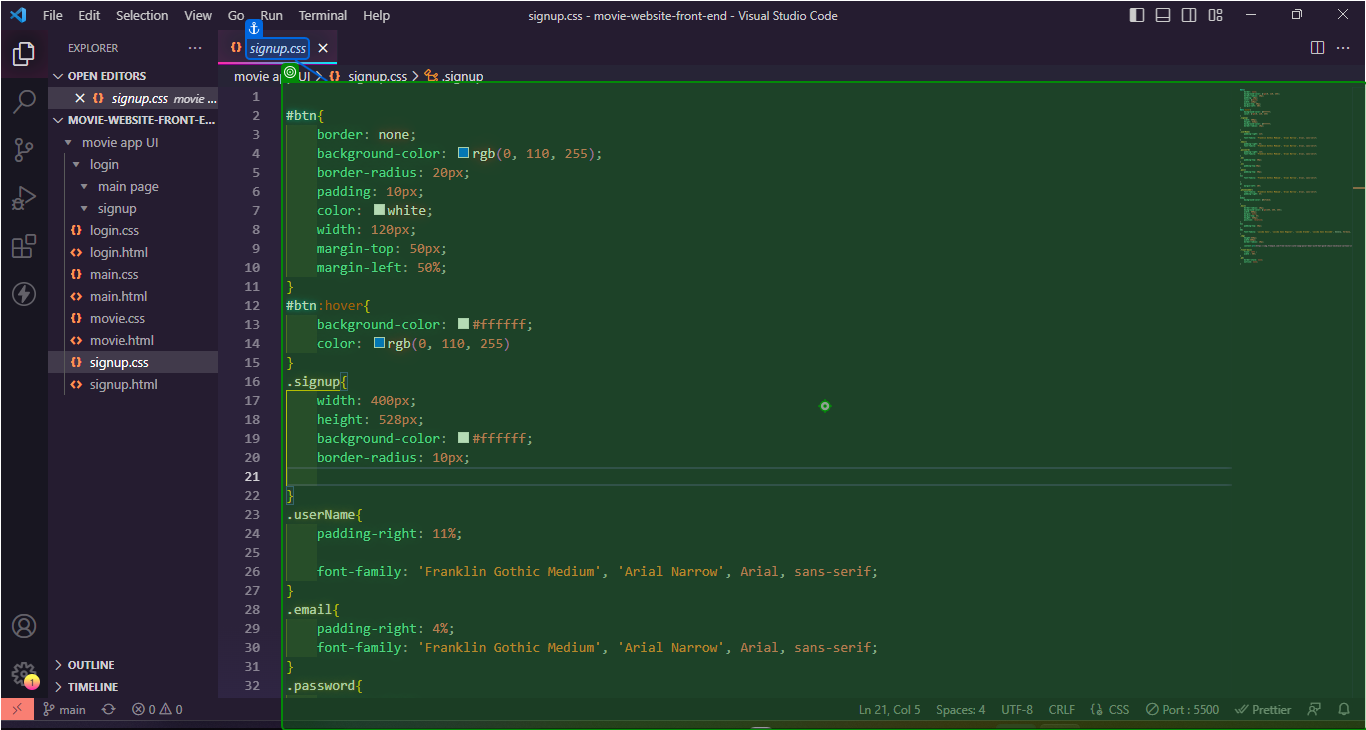 File Edit Selection View Go Run Terminal Help
signup.css - movie-website-front-end - Visual Studio Code
EXPLORER
OPEN EDITORS
signup.css movie ...
MOVIE-WEBSITE-FRONT-E...
movie app UI
login
main page
signup
login.css
login.html
main.css
main.html
movie.css
movie.html
signup.css
signup.html
OUTLINE
TIMELINE
signup.css
movie a UI > signup.css > .signup
1
2 #btn{
3 border: none;
4 background-color: rgb(0, 110, 255);
5 border-radius: 20px;
6 padding: 10px;
7 color: white;
8 width: 120px;
9 margin-top: 50px;
10 margin-left: 50%;
11 }
12 #btn:hover{
13 background-color: #ffffff;
14 color: rgb(0, 110, 255)
15 }
16 .signup{
17 width: 400px;
18 height: 528px;
19 background-color: #ffffff;
20 border-radius: 10px;
21
22 }
23 .userName{
24 padding-right: 11%;
25
26 font-family: 'Franklin Gothic Medium', 'Arial Narrow', Arial, sans-serif;
27 }
28 .email{
29 padding-right: 4%;
30 font-family: 'Franklin Gothic Medium', 'Arial Narrow', Arial, sans-serif;
31 }
32 .password{
1
main 0 0 Ln 21, Col 5 Spaces: 4 UTF-8 CRLF {} CSS Port : 5500 Prettier